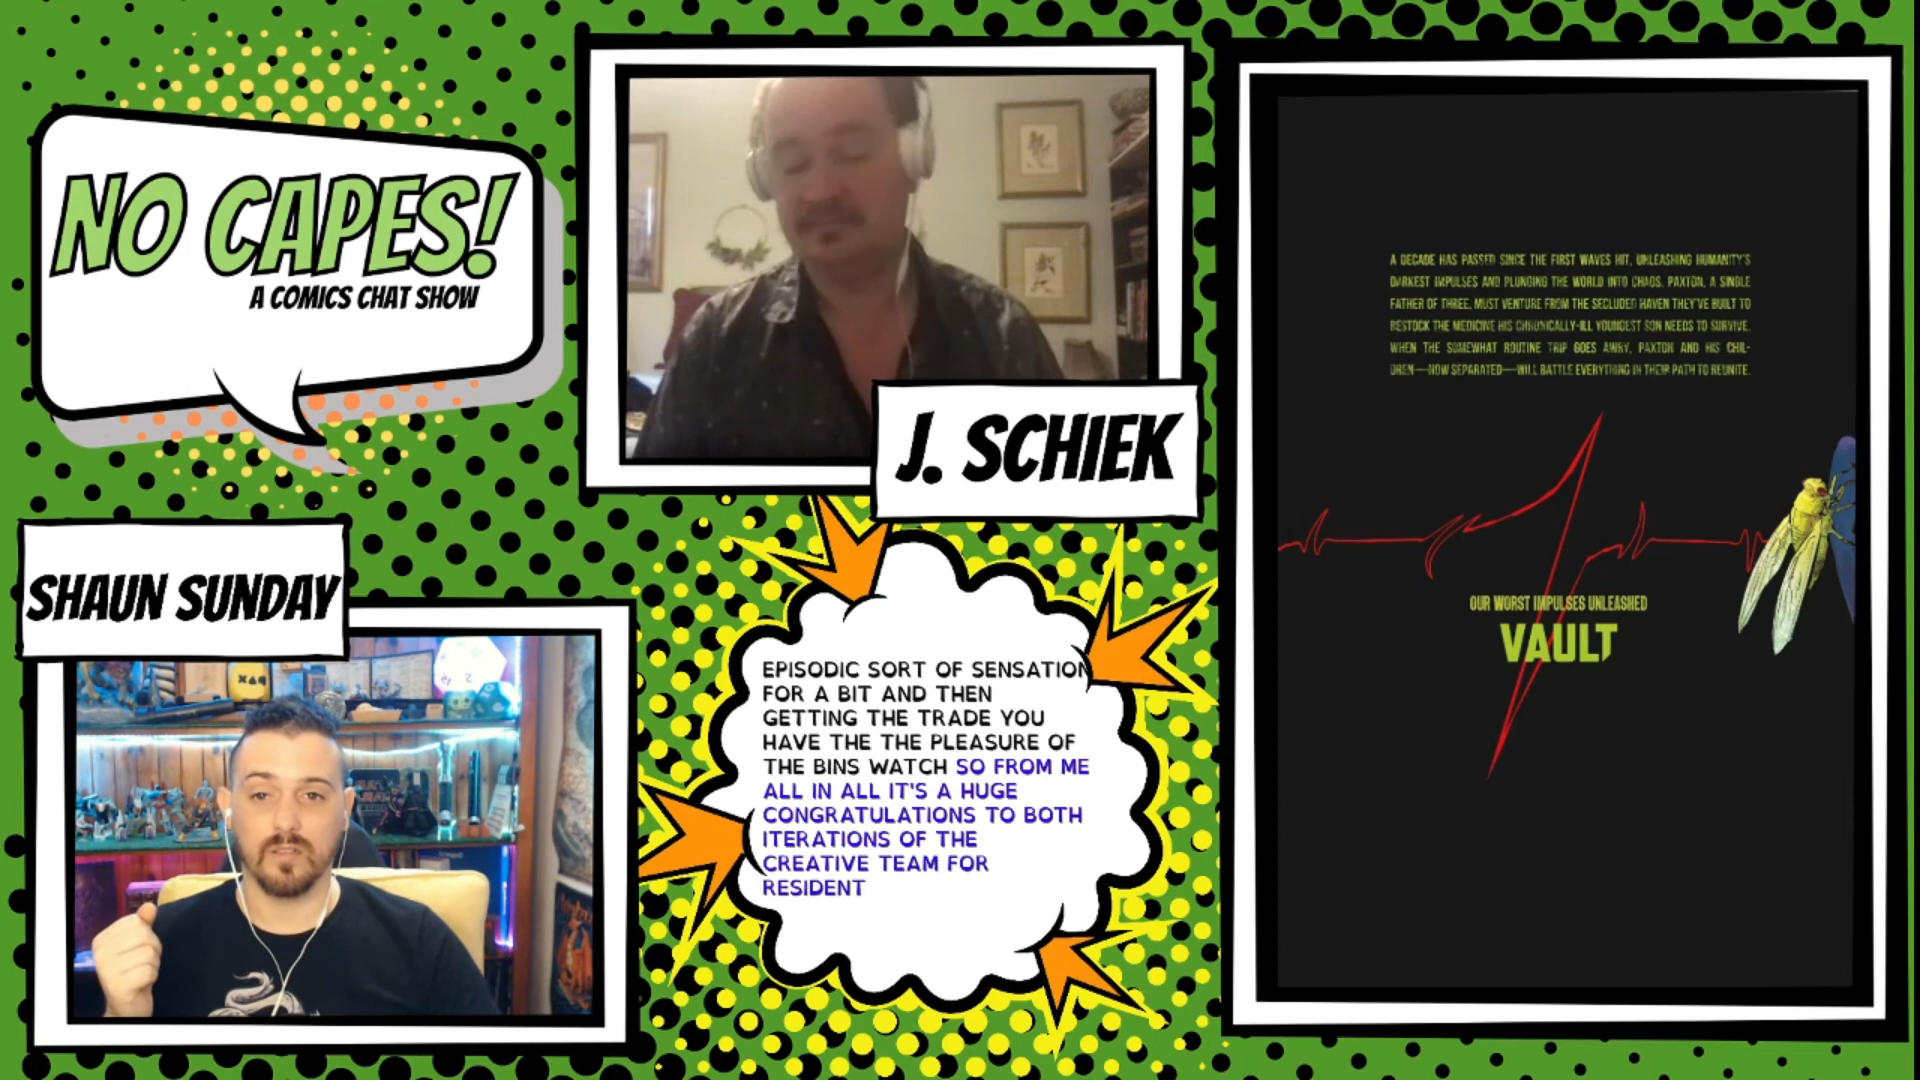 NO CAPES!
A COMICS CHAT SHOW
J. SCHIEK
SHAUN SUNDAY
EPISODIC SORT OF SENSATION
FOR A BIT AND THEN
GETTING THE TRADE YOU
HAVE THE THE PLEASURE OF
THE BINS WATCH SO FROM ME
ALL IN ALL IT'S A HUGE
CONGRATULATIONS TO BOTH
ITERATIONS OF THE
CREATIVE TEAM FOR
RESIDENT
A DECADE HAS PASSED SINCE THE FIRST WAVES HIT, UNLEASHING HUMANITY'S
DARKEST IMPULSES AND PLUNGING THE WORLD INTO CHAOS. PAXTON, A SINGLE
FATHER OF THREE, MUST VENTURE FROM THE SECLUDED HAVEN THEY'VE BUILT TO
RESTOCK THE MEDICINE HIS CHRONICALLY-ILL YOUNGEST SON NEEDS TO SURVIVE.
WHEN THE SOMEWHAT ROUTINE TRIP GOES AWRY, PAXTON AND HIS CHIL-
DREN—NOW SEPARATED—WILL BATTLE EVERYTHING IN THEIR PATH TO REUNITE.
OUR WORST IMPULSES UNLEASHED
VAULT